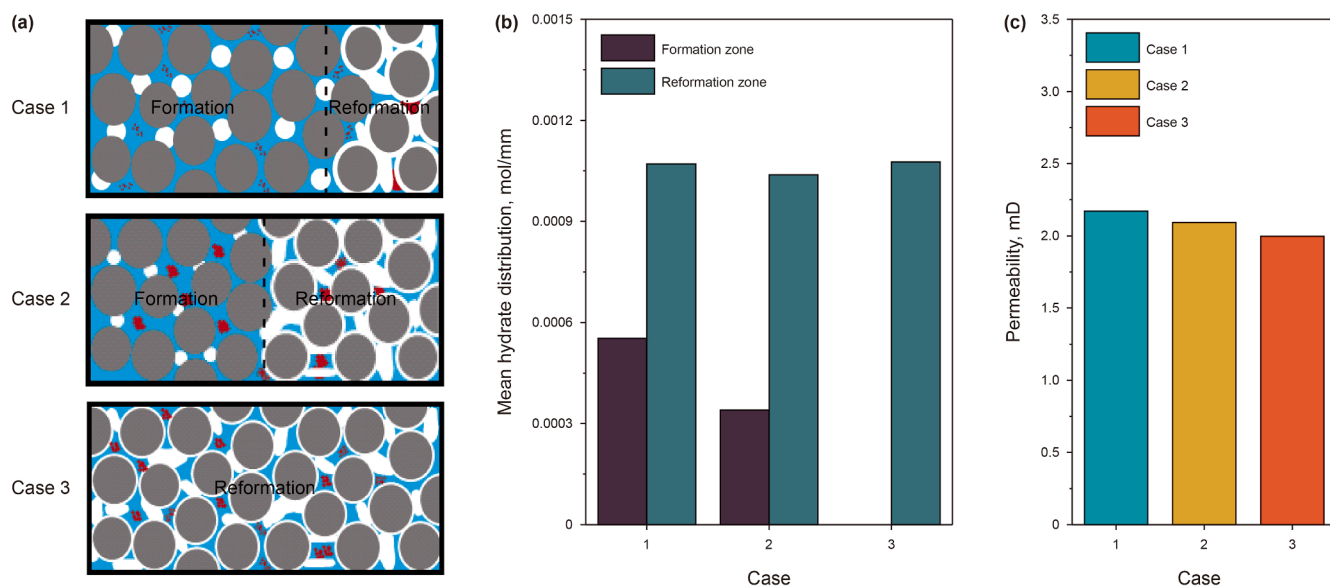 (a)
Case 1
Formation
Reformation
Case 2
Formation
Reformation
Case 3
Reformation
(b)
Mean hydrate distribution, mol/mm
0.0015
0.0012
0.0009
0.0006
0.0003
0
Formation zone
Reformation zone
1 2 3
Case
(c)
Permeability, mD
3.5
3.0
2.5
2.0
1.5
1.0
0.5
0
Case 1
Case 2
Case 3
1 2 3
Case